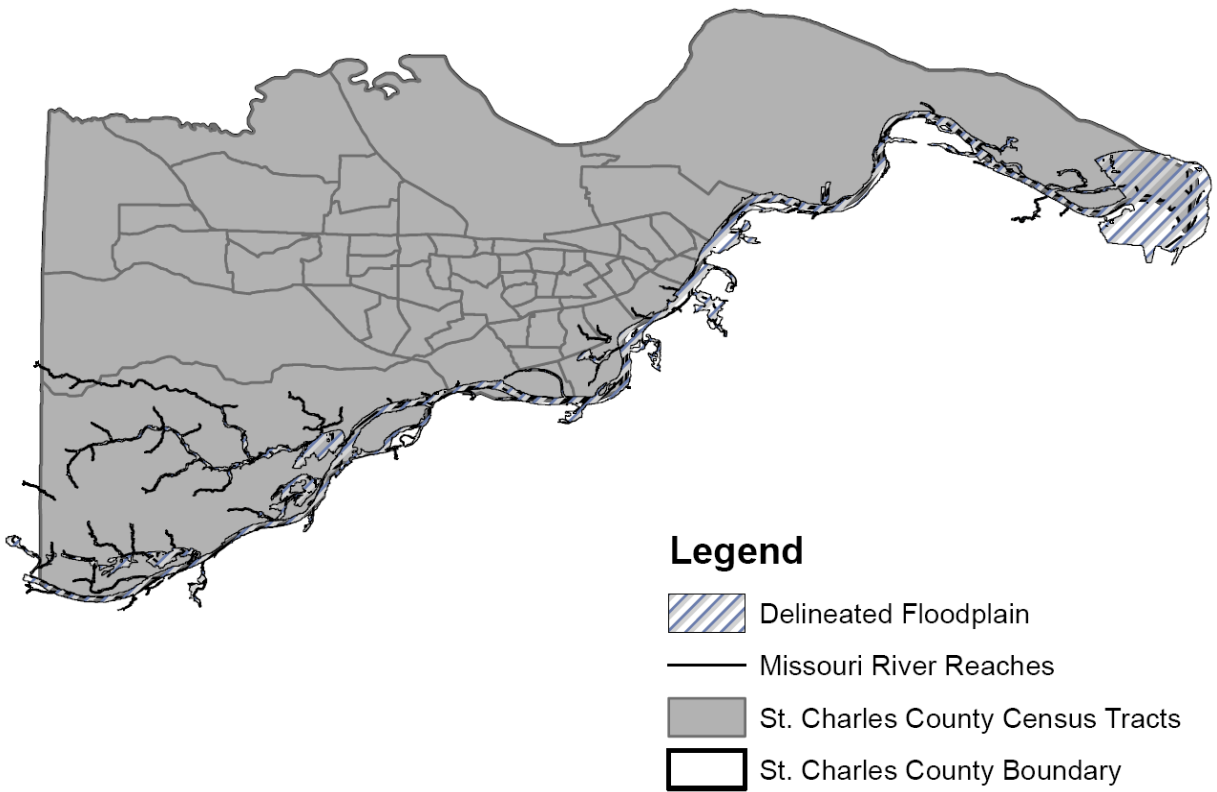 Legend
Delineated Floodplain
Missouri River Reaches
St. Charles County Census Tracts
St. Charles County Boundary